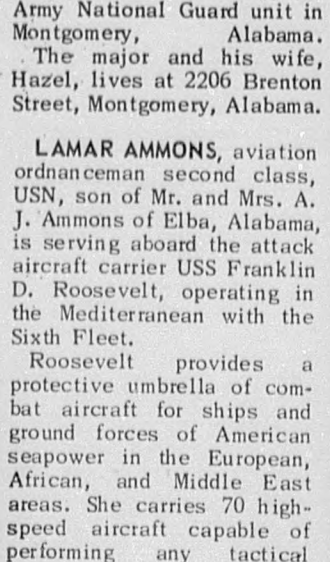 Army National Guard unit in
Montgomery, Alabama.
The major and his wife,
Hazel, lives at 2206 Brenton
Street, Montgomery, Alabama.
LAMAR AMMONS, aviation
ordnanceman second class,
USN, son of Mr. and Mrs. A.
J. Ammons of Elba, Alabama,
is serving aboard the attack
aircraft carrier USS Franklin
D. Roosevelt, operating in
the Mediterranean with the
Sixth Fleet.
Roosevelt provides a
protective umbrella of com-
bat aircraft for ships and
ground forces of American
seapower in the European,
African, and Middle East
areas. She carries 70 high-
speed aircraft capable of
performing any tactical